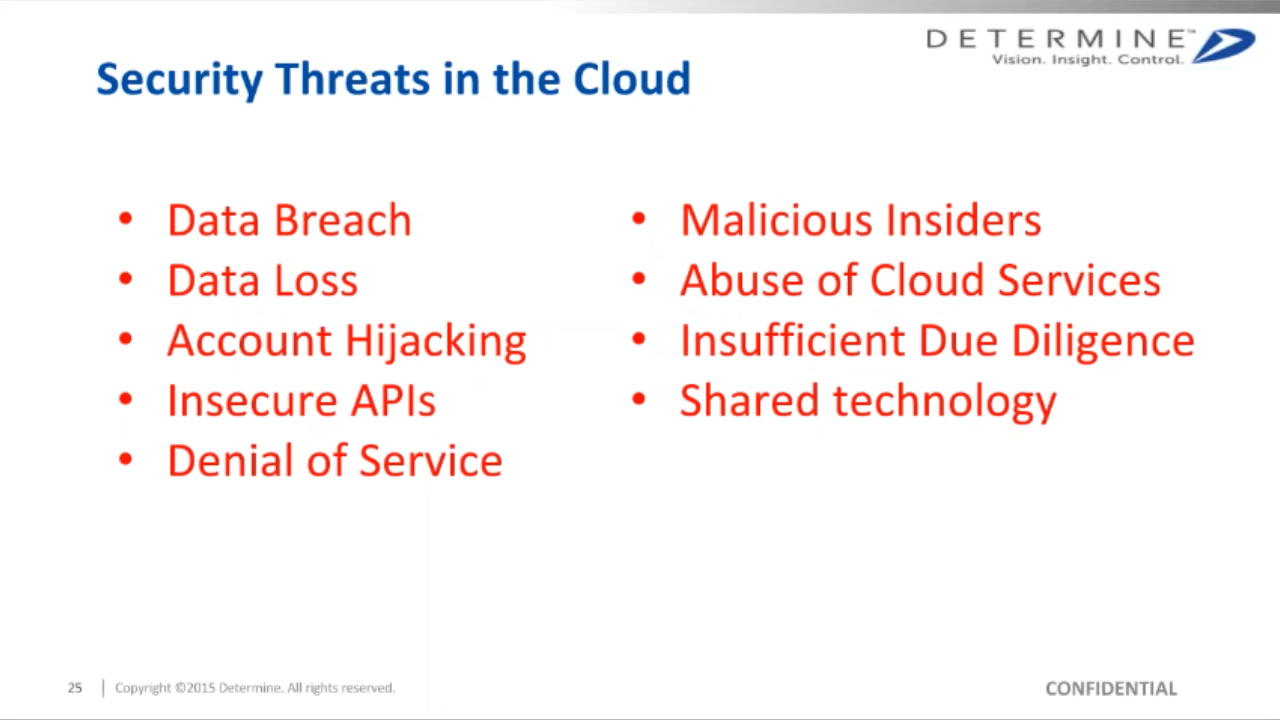 DETERMINE™
Vision. Insight. Control.
Security Threats in the Cloud
• Data Breach
• Data Loss
• Account Hijacking
• Insecure APIs
• Denial of Service
• Malicious Insiders
• Abuse of Cloud Services
• Insufficient Due Diligence
• Shared technology
25 | Copyright ©2015 Determine. All rights reserved.
CONFIDENTIAL